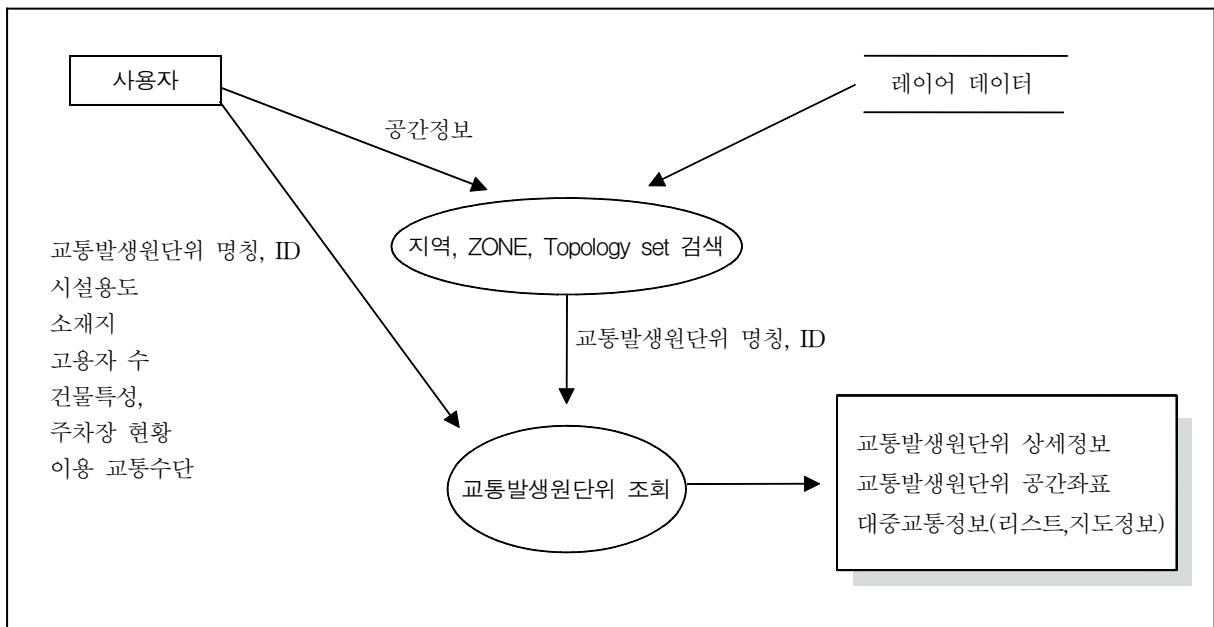 사용자
레이어 데이터
공간정보
지역, ZONE, Topology set 검색
교통발생원단위 명칭, ID
시설용도
소재지
고용자 수
건물특성,
주차장 현황
이용 교통수단
교통발생원단위 명칭, ID
교통발생원단위 조회
교통발생원단위 상세정보
교통발생원단위 공간좌표
대중교통정보(리스트,지도정보)